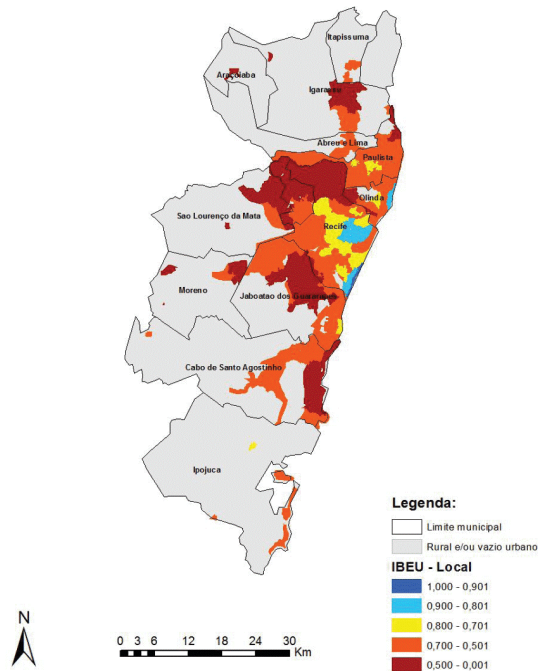 Itapissuma
Araçoiaba
Igarassu
Abreu e Lima
Paulista
Olinda
Sao Lourenço da Mata
Recife
Moreno
Jaboatao dos Guararapes
Cabo de Santo Agostinho
Ipojuca
Legenda:
Limite municipal
Rural e/ou vazio urbano
IBEU - Local
1,000 - 0,901
0,900 - 0,801
0,800 - 0,701
0,700 - 0,501
0,500 - 0,001
N
0 3 6 12 18 24 30
Km